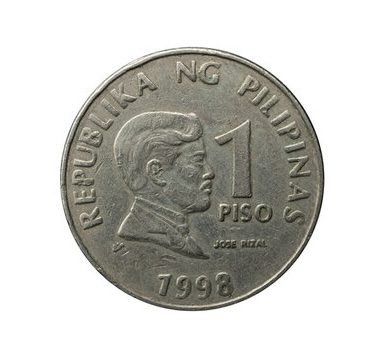 REPUBLIKA NG PILIPINAS
1
PISO
JOSE RIZAL
1998